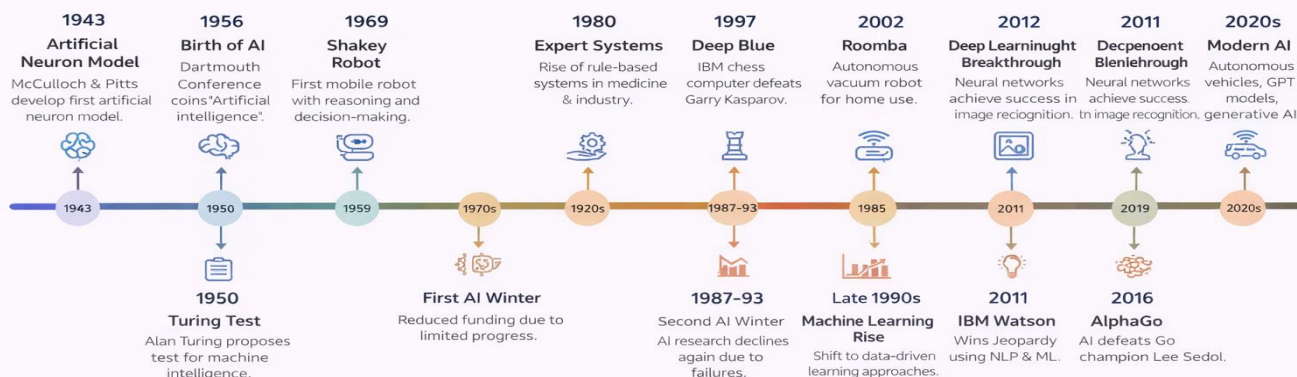 1943
Artificial
Neuron Model
McCulloch & Pitts
develop first artificial
neuron model.
1956
Birth of AI
Dartmouth
Conference
coins"Artificial
intelligence".
1969
Shakey
Robot
First mobile robot
with reasoning and
decision-making.
1980
Expert Systems
Rise of rule-based
systems in medicine
& industry.
1997
Deep Blue
IBM chess
computer defeats
Garry Kasparov.
2002
Roomba
Autonomous
vacuum robot
for home use.
2012
Deep Learninught
Breakthrough
Neural networks
achieve success in
image reciognition.
2011
Decpenoent
Bleniehrough
Neural networks
achieve success
tn image recognition,
2020s
Modern AI
Autonomous
vehicles, GPT
models,
generative AI
1943
1950
1959
1970s
1920s
1987-93
1985
2011
2019
2020s
1950
Turing Test
Alan Turing proposes
test for machine
intelligence.
First AI Winter
Reduced funding due to
limited progress.
1987–93
Second AI Winter
AI research declines
again due to
failures.
Late 1990s
Machine Learning
Rise
Shift to data-driven
learning approaches.
2011
IBM Watson
Wins Jeopardy
using NLP & ML.
2016
AlphaGo
AI defeats Go
champion Lee Sedol.